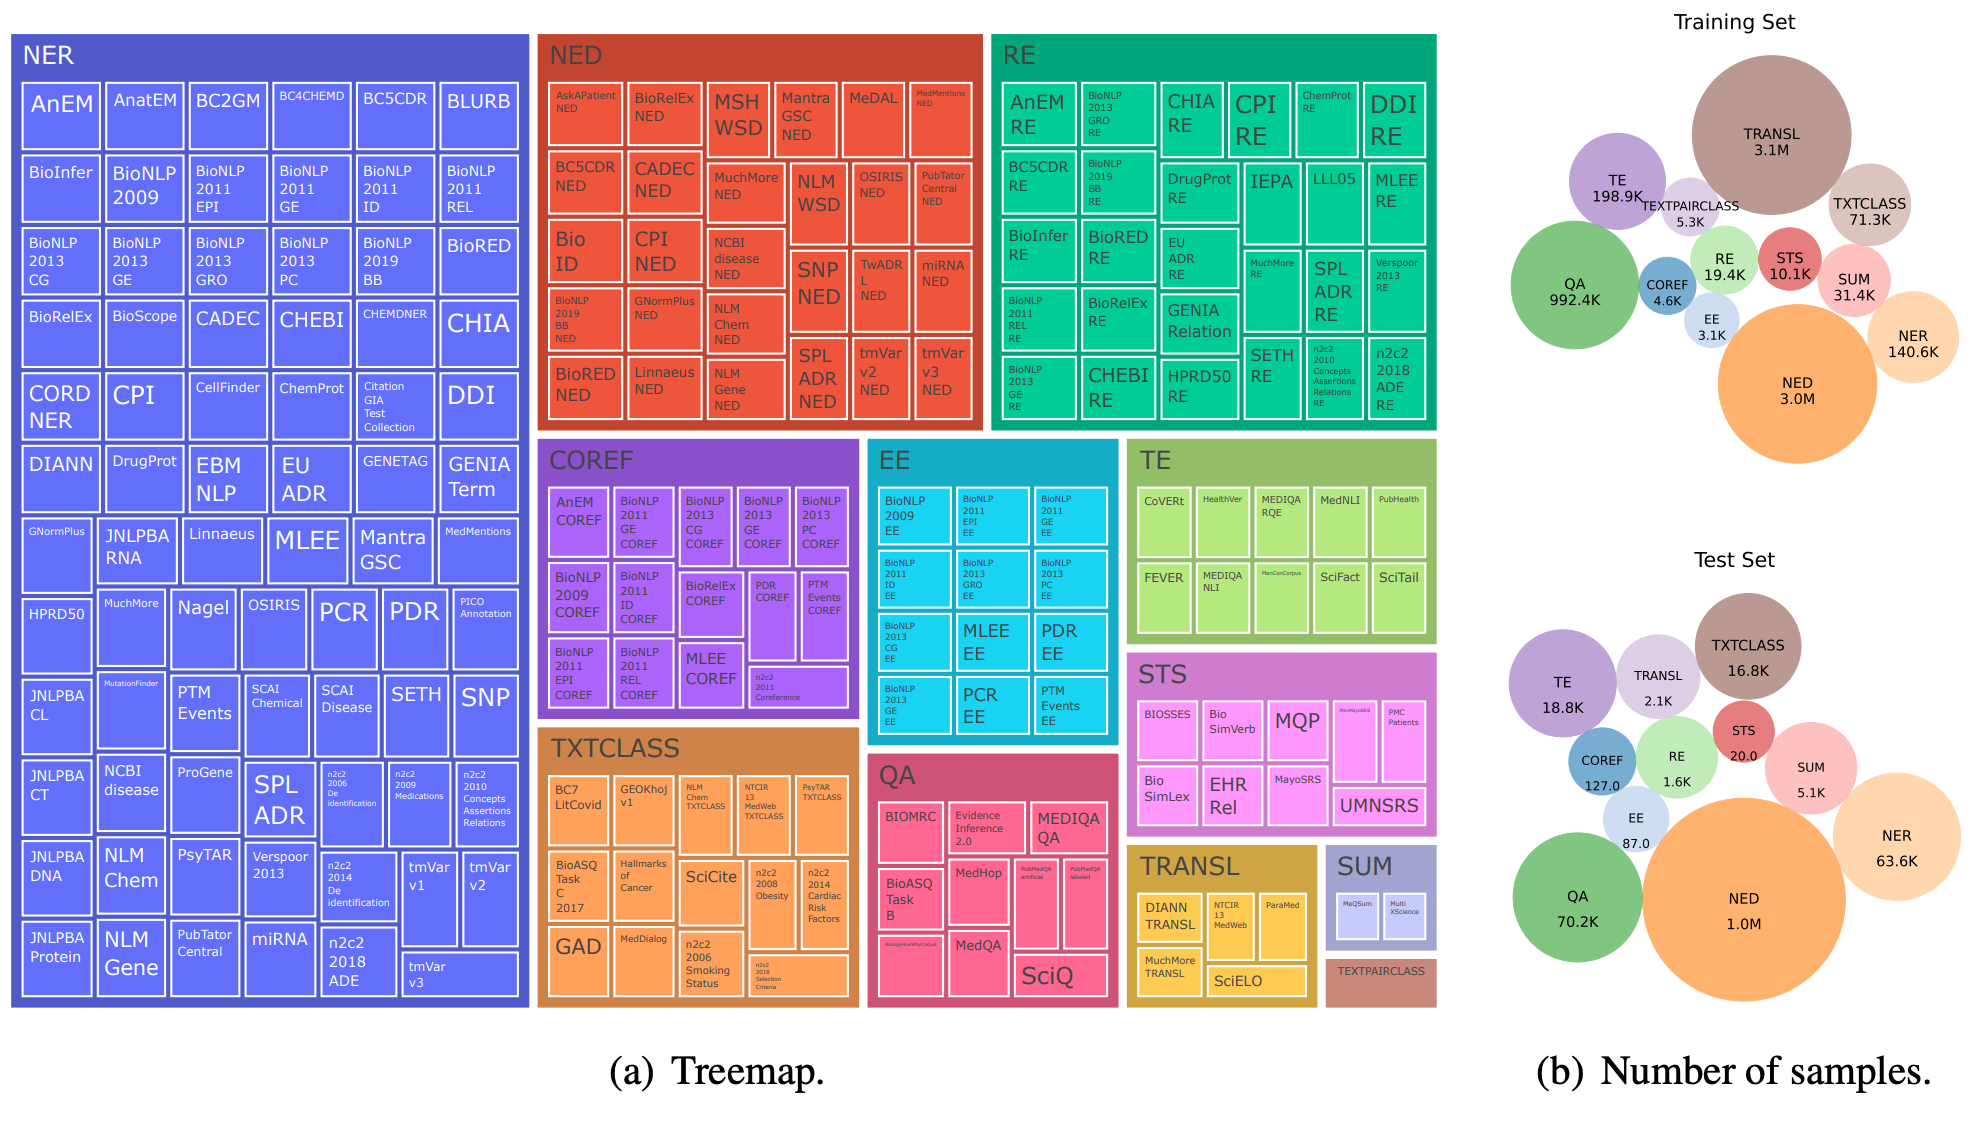 NER
AnEM
AnatEM
BC2GM
BC4CHEMD
BC5CDR
BLURB
BioInfer
BioNLP
2009
BioNLP
2011
EPI
BioNLP
2011
GE
BioNLP
2011
ID
BioNLP
2011
REL
BioNLP
2013
CG
BioNLP
2013
GE
BioNLP
2013
GRO
BioNLP
2013
PC
BioNLP
2019
BB
BioRED
BioRelEx
BioScope
CADEC
CHEBI
CHEMDNER
CHIA
CORD
NER
CPI
CellFinder
ChemProt
Citation
GIA
Test
Collection
DDI
DIANN
DrugProt
EBM
NLP
EU
ADR
GENETAG
GENIA
Term
GNormPlus
JNLPBA
RNA
Linnaeus
MLEE
Mantra
GSC
MedMentions
HPRD50
MuchMore
Nagel
OSIRIS
PCR
PDR
PICO
Annotation
JNLPBA
CL
MutationFinder
PTM
Events
SCAI
Chemical
SCAI
Disease
SETH
SNP
JNLPBA
CT
NCBI
disease
ProGene
SPL
ADR
n2c2
2006
De
identification
n2c2
2009
Medications
n2c2
2010
Concepts
Assertions
Relations
JNLPBA
DNA
NLM
Chem
PsyTAR
Verspoor
2013
n2c2
2014
De
identification
tmVar
v1
tmVar
v2
JNLPBA
Protein
NLM
Gene
PubTator
Central
miRNA
n2c2
2018
ADE
tmVar
v3
NED
AskAPatient
NED
BioRelEx
NED
MSH
WSD
Mantra
GSC
NED
MeDAL
MedMentions
NED
BC5CDR
NED
CADEC
NED
MuchMore
NED
NLM
WSD
OSIRIS
NED
PubTator
Central
NED
Bio
ID
CPI
NED
NCBI
disease
NED
SNP
NED
TwADR
L
NED
miRNA
NED
BioNLP
2019
BB
NED
GNormPlus
NED
NLM
Chem
NED
SPL
ADR
NED
tmVar
v2
NED
tmVar
v3
NED
BioRED
NED
Linnaeus
NED
NLM
Gene
NED
RE
AnEM
RE
BioNLP
2013
GRO
RE
CHIA
RE
CPI
RE
ChemProt
RE
DDI
RE
BC5CDR
RE
BioNLP
2019
BB
RE
DrugProt
RE
IEPA
LLL05
MLEE
RE
BioInfer
RE
BioRED
RE
EU
ADR
RE
MuchMore
RE
SPL
ADR
RE
Verspoor
2013
RE
BioNLP
2011
REL
RE
BioRelEx
RE
GENIA
Relation
SETH
RE
n2c2
2010
Concepts
Assertions
Relations
RE
n2c2
2018
ADE
RE
BioNLP
2013
GE
RE
CHEBI
RE
HPRD50
RE
COREF
AnEM
COREF
BioNLP
2011
GE
COREF
BioNLP
2013
CG
COREF
BioNLP
2013
GE
COREF
BioNLP
2013
PC
COREF
BioNLP
2009
COREF
BioNLP
2011
ID
COREF
BioRelEx
COREF
PDR
COREF
PTM
Events
COREF
BioNLP
2011
EPI
COREF
BioNLP
2011
REL
COREF
MLEE
COREF
n2c2
2011
Coreference
EE
BioNLP
2009
EE
BioNLP
2011
EPI
EE
BioNLP
2011
GE
EE
BioNLP
2011
ID
EE
BioNLP
2013
GRO
EE
BioNLP
2013
PC
EE
BioNLP
2013
CG
EE
MLEE
EE
PDR
EE
BioNLP
2013
GE
EE
PCR
EE
PTM
Events
EE
TE
CoVERt
HealthVer
MEDIQA
RQE
MedNLI
PubHealth
FEVER
MEDIQA
NLI
ManConCorpus
SciFact
SciTail
STS
BIOSSES
Bio
SimVerb
MQP
MiniMayoSRS
PMC
Patients
Bio
SimLex
EHR
Rel
MayoSRS
UMNSRS
TXTCLASS
BC7
LitCovid
GEOKhoj
v1
NLM
Chem
TXTCLASS
NTCIR
13
MedWeb
TXTCLASS
PsyTAR
TXTCLASS
BioASQ
Task
C
2017
Hallmarks
of
Cancer
SciCite
n2c2
2008
Obesity
n2c2
2014
Cardiac
Risk
Factors
GAD
MedDialog
n2c2
2006
Smoking
Status
n2c2
2018
Selection
Criteria
QA
BIOMRC
Evidence
Inference
2.0
MEDIQA
QA
BioASQ
Task
B
MedHop
PubMedQA
artificial
PubMedQA
labeled
BiologyHowWhyCorpus
MedQA
SciQ
TRANSL
DIANN
TRANSL
NTCIR
13
MedWeb
ParaMed
MuchMore
TRANSL
SciELO
SUM
MeQSum
Multi
XScience
TEXTPAIRCLASS
(a) Treemap.
Training Set
TRANSL
3.1M
TE
198.9K
TEXTPAIRCLASS
5.3K
TXTCLASS
71.3K
QA
992.4K
COREF
4.6K
RE
19.4K
STS
10.1K
SUM
31.4K
EE
3.1K
NER
140.6K
NED
3.0M
Test Set
TXTCLASS
16.8K
TE
18.8K
TRANSL
2.1K
STS
20.0
COREF
127.0
RE
1.6K
SUM
5.1K
EE
87.0
NER
63.6K
QA
70.2K
NED
1.0M
(b) Number of samples.